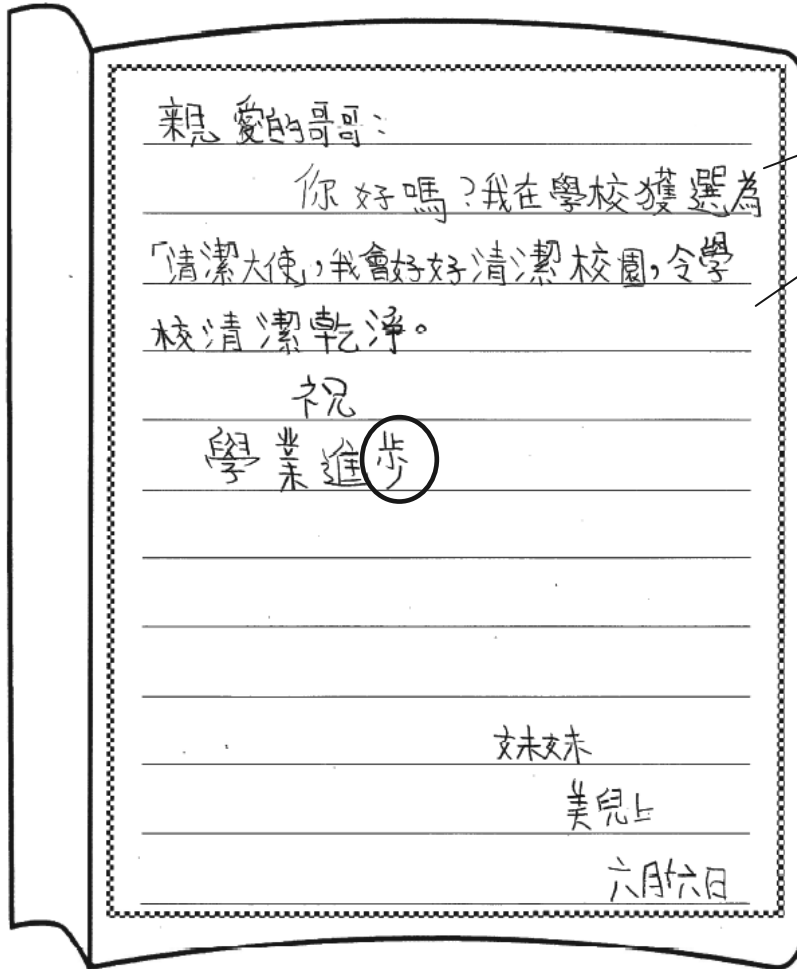 親愛的哥哥：
你好嗎？我在學校獲選為
「清潔大使」，我會好好清潔校園，令學
校清潔乾淨。
祝
學業進步
妹妹
美兒上
六月十六日